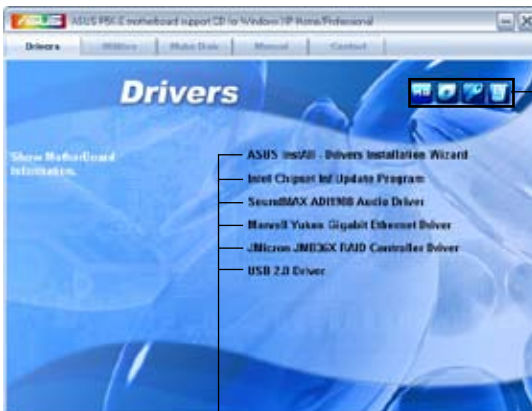 ASUS P5K-E motherboard support CD for Windows XP Home/Professional
Drivers
Utilities
Make Disk
Manual
Contact
Drivers
Show MotherBoard
Information.
ASUS InstAll - Drivers Installation Wizard
Intel Chipset Inf Update Program
SoundMAX ADI1988 Audio Driver
Marvell Yukon Gigabit Ethernet Driver
JMicron JMB36X RAID Controller Driver
USB 2.0 Driver